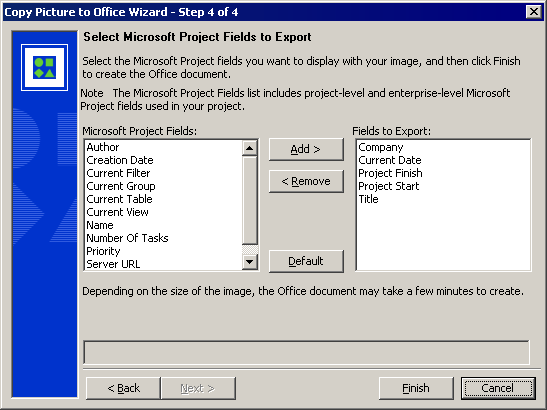 Copy Picture to Office Wizard - Step 4 of 4
Select Microsoft Project Fields to Export
Select the Microsoft Project fields you want to display with your image, and then click Finish
to create the Office document.
Note   The Microsoft Project Fields list includes project-level and enterprise-level Microsoft
Project fields used in your project.
Microsoft Project Fields:
Author
Creation Date
Current Filter
Current Group
Current Table
Current View
Name
Number Of Tasks
Priority
Server URL
Add >
< Remove
Default
Fields to Export:
Company
Current Date
Project Finish
Project Start
Title
Depending on the size of the image, the Office document may take a few minutes to create.
< Back
Next >
Finish
Cancel